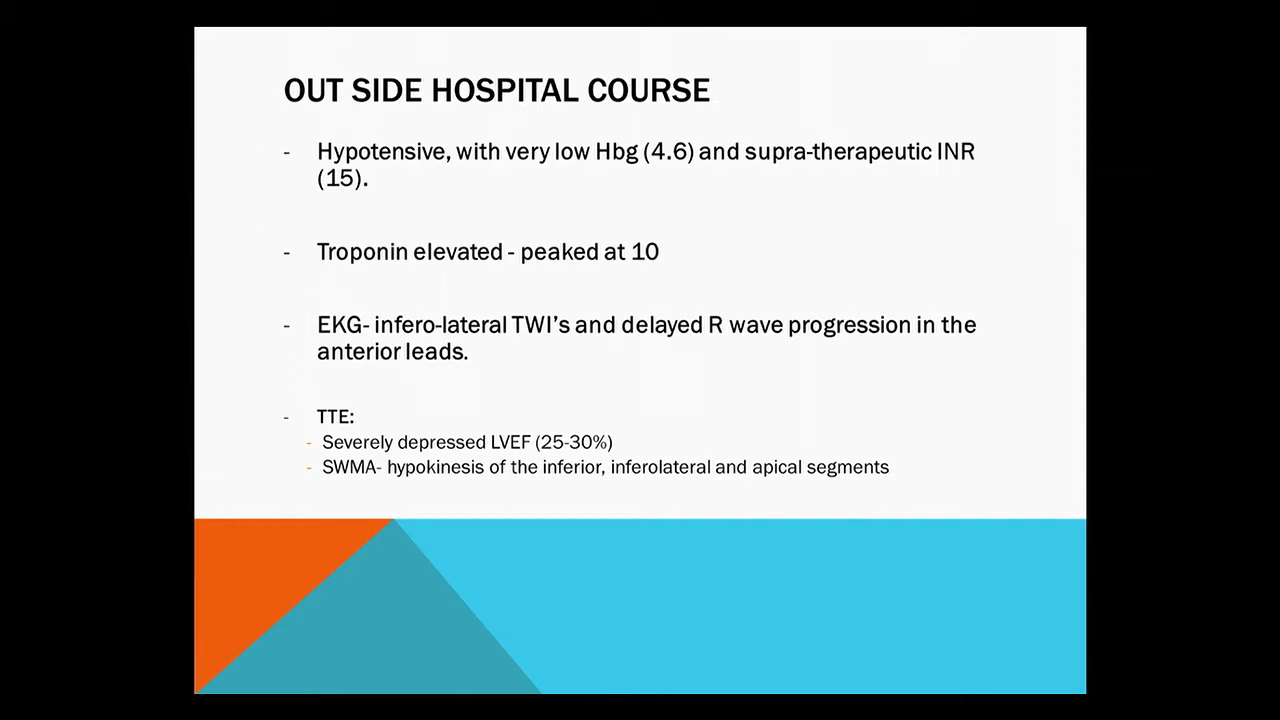 OUT SIDE HOSPITAL COURSE
- Hypotensive, with very low Hbg (4.6) and supra-therapeutic INR
(15).
- Troponin elevated - peaked at 10
- EKG- infero-lateral TWI's and delayed R wave progression in the
anterior leads.
- TTE:
- Severely depressed LVEF (25-30%)
- SWMA- hypokinesis of the inferior, inferolateral and apical segments